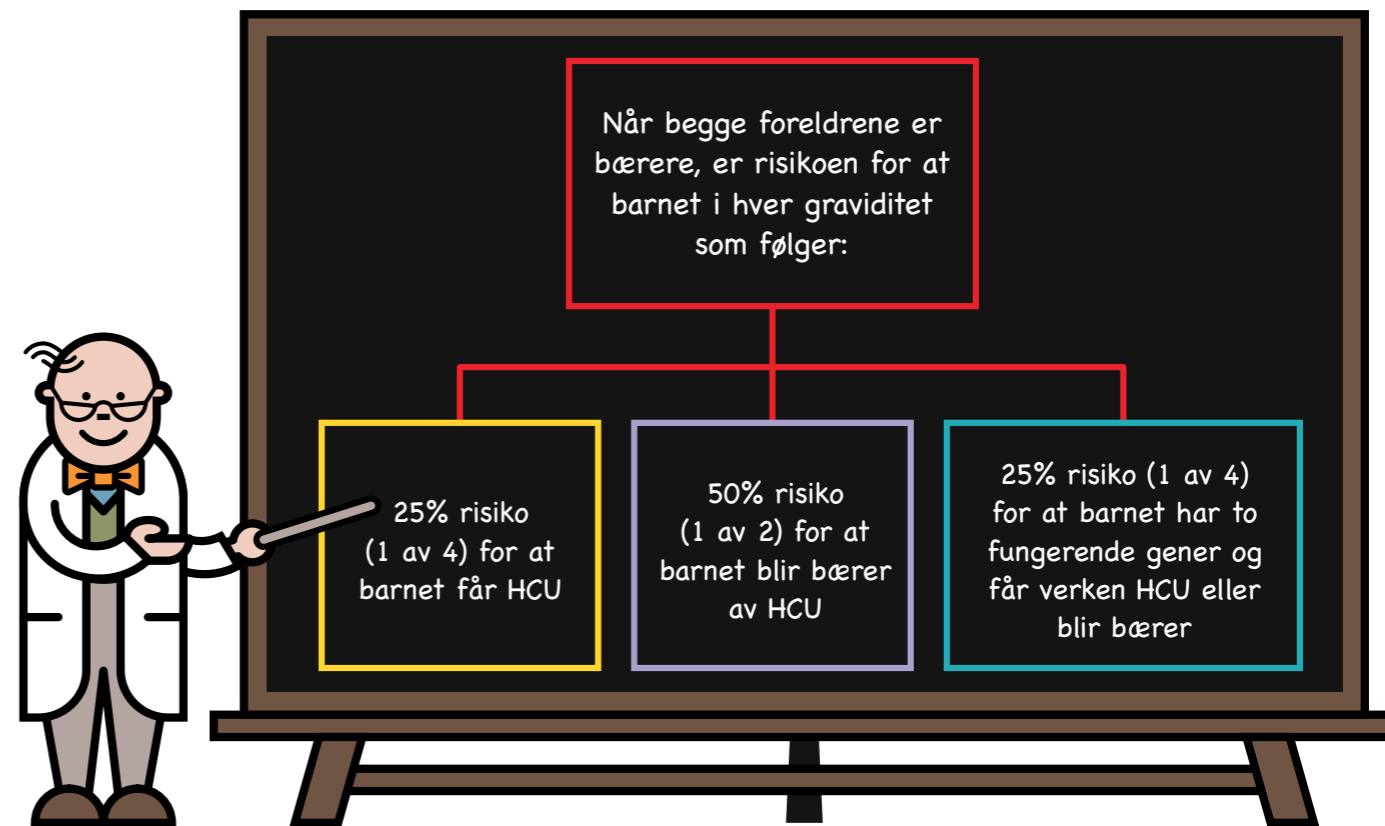 Når begge foreldrene er
bærere, er risikoen for at
barnet i hver graviditet
som følger:
25% risiko
(1 av 4) for at
barnet får HCU
50% risiko
(1 av 2) for at
barnet blir bærer
av HCU
25% risiko (1 av 4)
for at barnet har to
fungerende gener og
får verken HCU eller
blir bærer